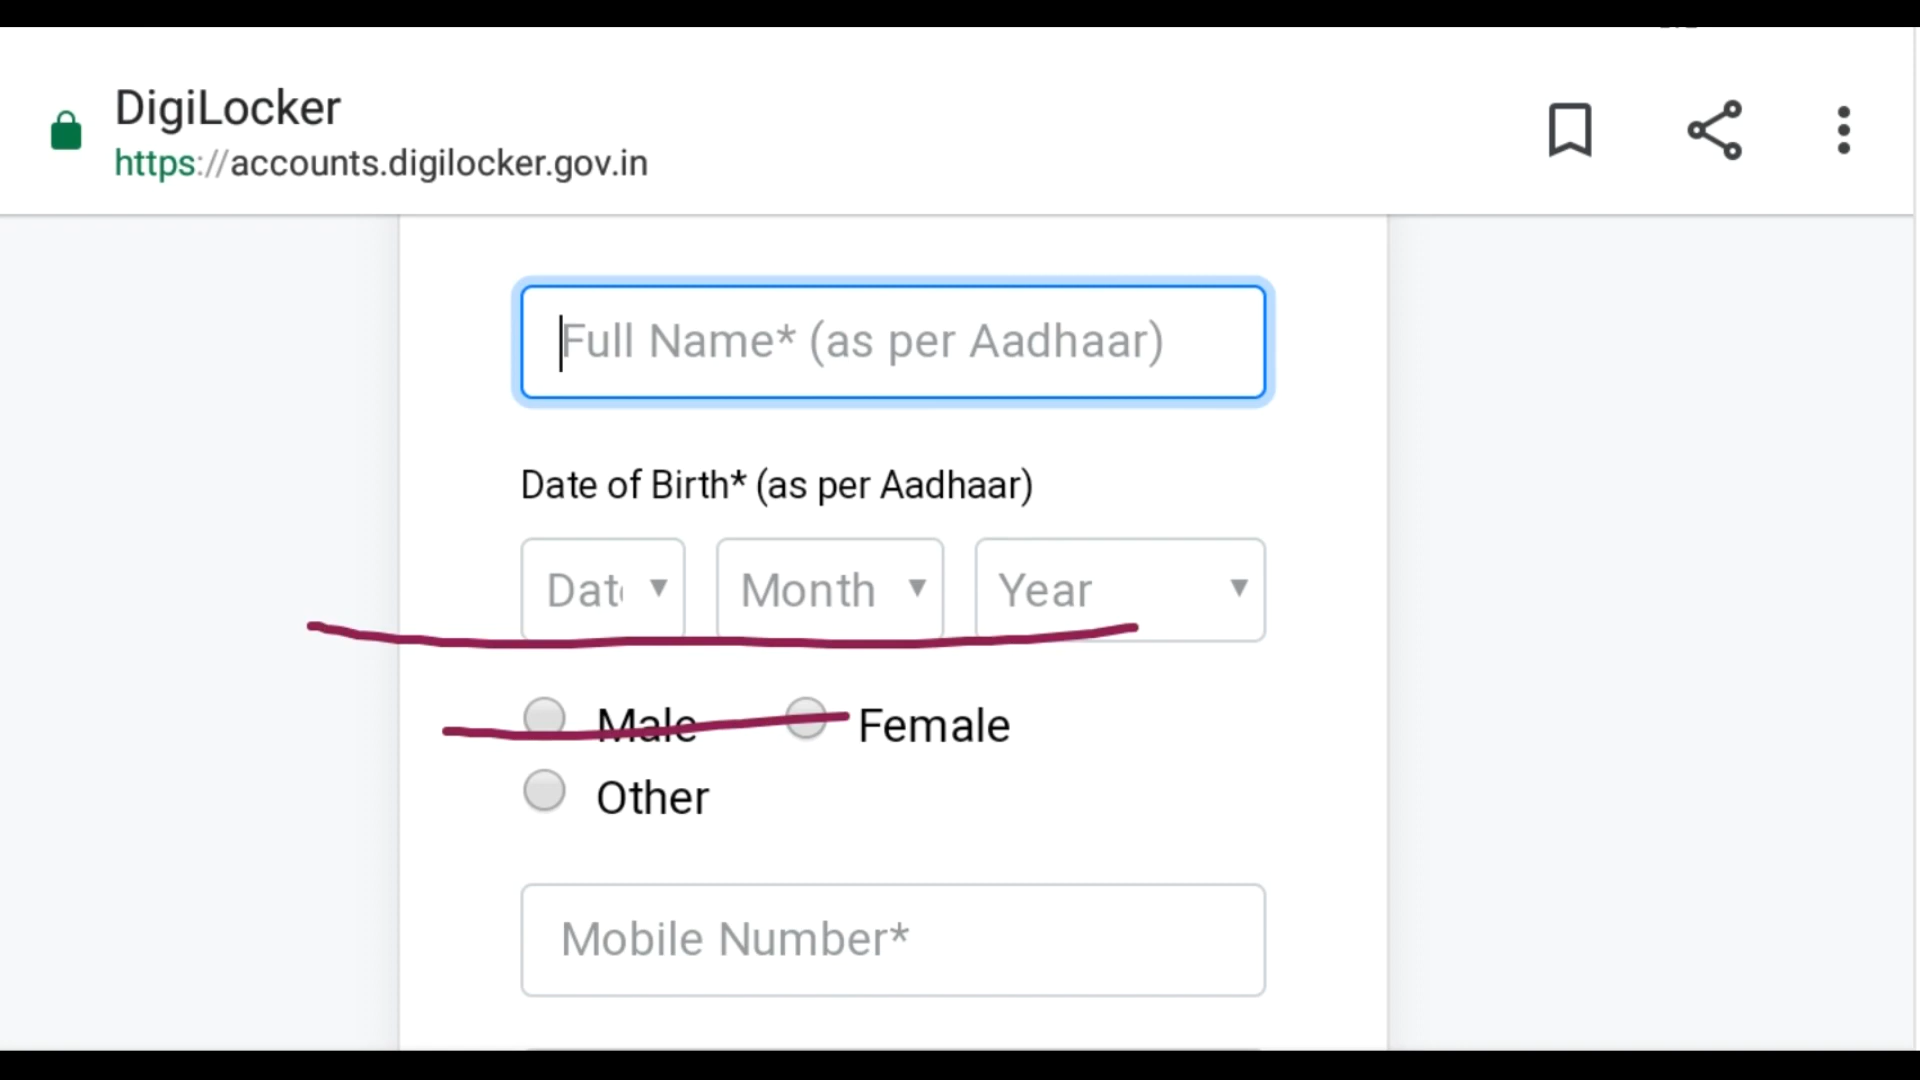 DigiLocker
https://accounts.digilocker.gov.in
Full Name* (as per Aadhaar)
Date of Birth* (as per Aadhaar)
Month Year
Male Female
Other
Mobile Number*